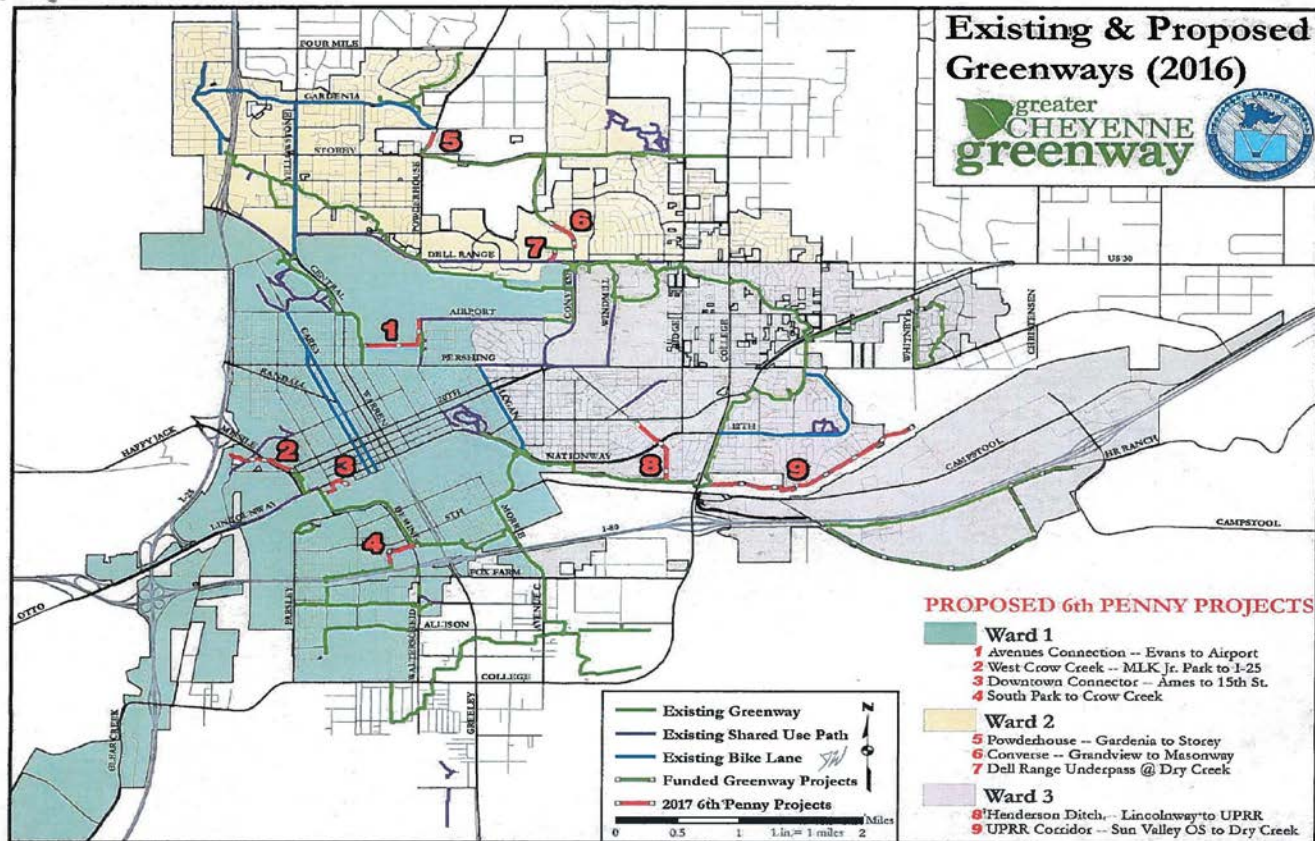 Existing & Proposed
Greenways (2016)
greater
CHEYENNE
greenway
FOUR MILE
GARDENIA
YELLOWSTONE
STOREY
POWDERHOUSE
5
6
7
DELL RANGE
US 30
CENTRAL
AIRPORT
CONVERSE
WINDMILL
1
PERSHING
RIDGE
COLLEGE
WHITNEY
CHRISTENSEN
CAREY
RANDALL
WARREN
20TH
LOGAN
12TH
HAPPY JACK
MISSILE
2
3
NATIONWAY
8
9
CAMPSTOOL
HR RANCH
I-25
LINCOLNWAY
DEMING
5TH
MORRIE
I-80
CAMPSTOOL
4
FOX FARM
OTTO
PARSLEY
WALTERSCHEID
ALLISON
AVENUE C
COLLEGE
GREELEY
CLEAR CREEK
PROPOSED 6th PENNY PROJECTS
Ward 1
1 Avenues Connection -- Evans to Airport
2 West Crow Creek -- MLK Jr. Park to I-25
3 Downtown Connector -- Ames to 15th St.
4 South Park to Crow Creek
Ward 2
5 Powderhouse -- Gardenia to Storey
6 Converse -- Grandview to Masonway
7 Dell Range Underpass @ Dry Creek
Ward 3
8 Henderson Ditch -- Lincolnway to UPRR
9 UPRR Corridor -- Sun Valley OS to Dry Creek
Existing Greenway
Existing Shared Use Path
Existing Bike Lane
Funded Greenway Projects
2017 6th Penny Projects
N
Miles
0 0.5 1 1 in = 1 miles 2